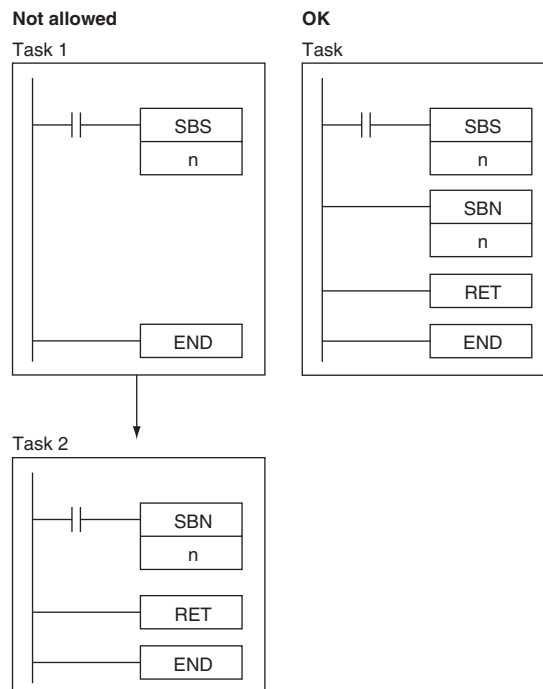 Not allowed
Task 1
SBS
n
END
Task 2
SBN
n
RET
END
OK
Task
SBS
n
SBN
n
RET
END